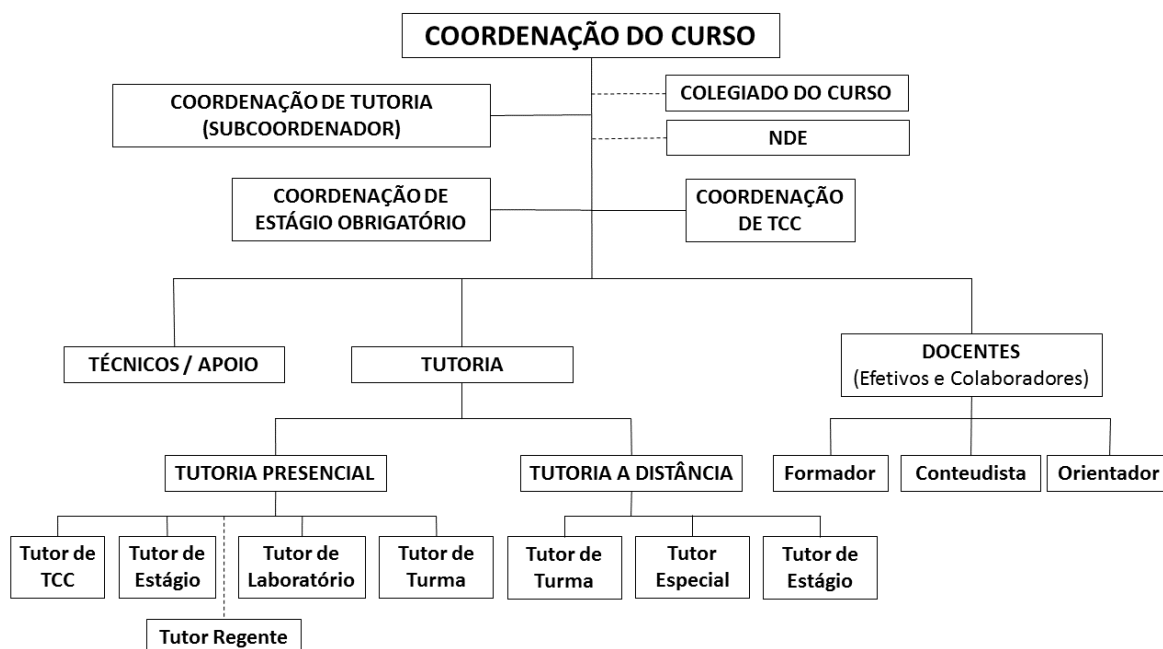 COORDENAÇÃO DO CURSO
COORDENAÇÃO DE TUTORIA
(SUBCOORDENADOR)
COLEGIADO DO CURSO
NDE
COORDENAÇÃO DE
ESTÁGIO OBRIGATÓRIO
COORDENAÇÃO
DE TCC
TÉCNICOS / APOIO
TUTORIA
DOCENTES
(Efetivos e Colaboradores)
TUTORIA PRESENCIAL
TUTORIA A DISTÂNCIA
Formador
Conteudista
Orientador
Tutor de
TCC
Tutor de
Estágio
Tutor de
Laboratório
Tutor de
Turma
Tutor de
Turma
Tutor
Especial
Tutor de
Estágio
Tutor Regente